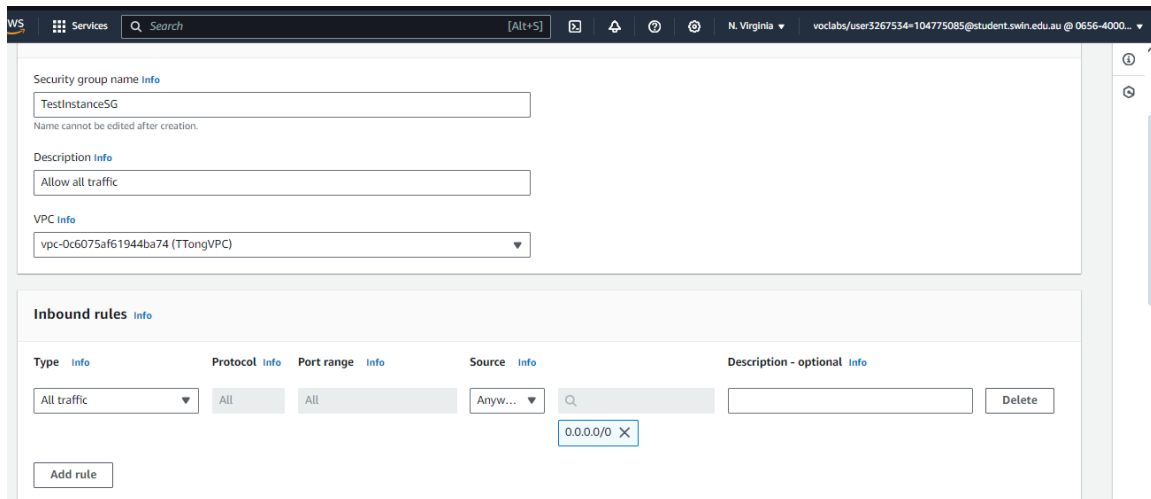 WS Services Search [Alt+S] N. Virginia voclabs/user3267534=104775085@student.swin.edu.au @ 0656-4000...
Security group name Info
TestInstanceSG
Name cannot be edited after creation.
Description Info
Allow all traffic
VPC Info
vpc-0c6075af61944ba74 (TTongVPC)
Inbound rules Info
Type Info Protocol Info Port range Info Source Info Description - optional Info
All traffic All All Anyw... Delete
0.0.0.0/0
Add rule